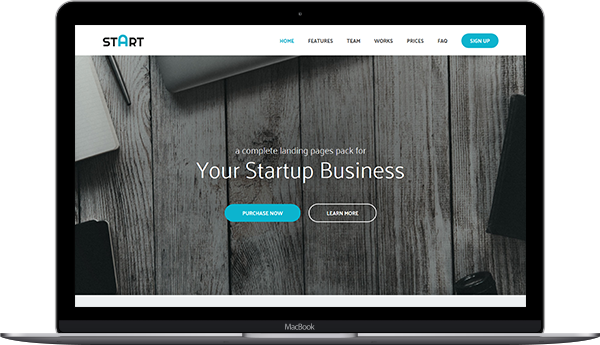 START
HOME FEATURES TEAM WORKS PRICES FAQ SIGN UP
a complete landing pages pack for
Your Startup Business
PURCHASE NOW LEARN MORE
MacBook